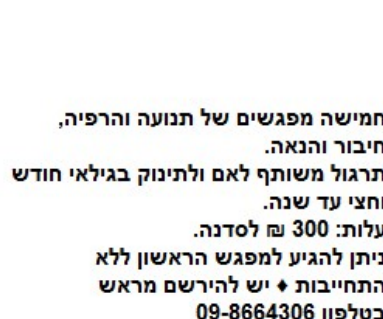 חמישה מפגשים של תנועה והרפיה,
חיבור והנאה.
תרגול משותף לאם ולתינוק בגילאי חודש
וחצי עד שנה.
עלות: 300 ₪ לסדנה.
ניתן להגיע למפגש הראשון ללא
התחייבות ♦ יש להירשם מראש
בטלפון 09-8664306